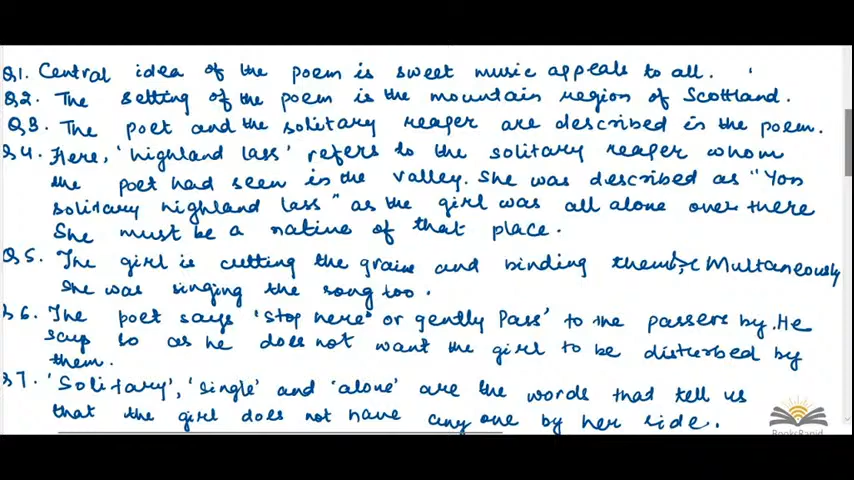 Q1. Central idea of the poem is sweet music appeals to all.
Q2. The setting of the poem is the mountain region of Scottland.
Q3. The poet and the solitary reaper are described in the poem.
Q4. Here, 'highland lass' refers to the solitary reaper whom
the poet had seen in the valley. She was described as "Yon
solitary highland lass" as the girl was all alone over there
She must be a native of that place.
Q5. The girl is cutting the grain and binding them, Multaneously
She was singing the song too.
Q6. The poet says 'Stop here' or gently Pass' to the passers by. He
says so as he does not want the girl to be disturbed by
them.
Q7. 'Solitary', 'single' and 'alone' are the words that tell us
that the girl does not have any one by her side.
BooksRapid